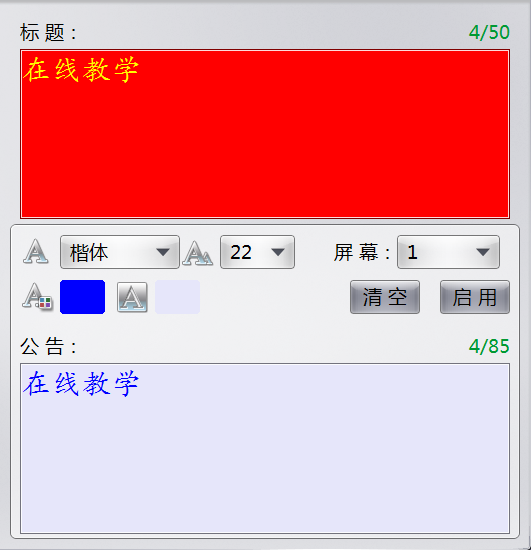 标 题 : 4/50
在线教学
A 楷体 A 22 屏 幕 : 1
A A 清 空 启 用
公 告 : 4/85
在线教学